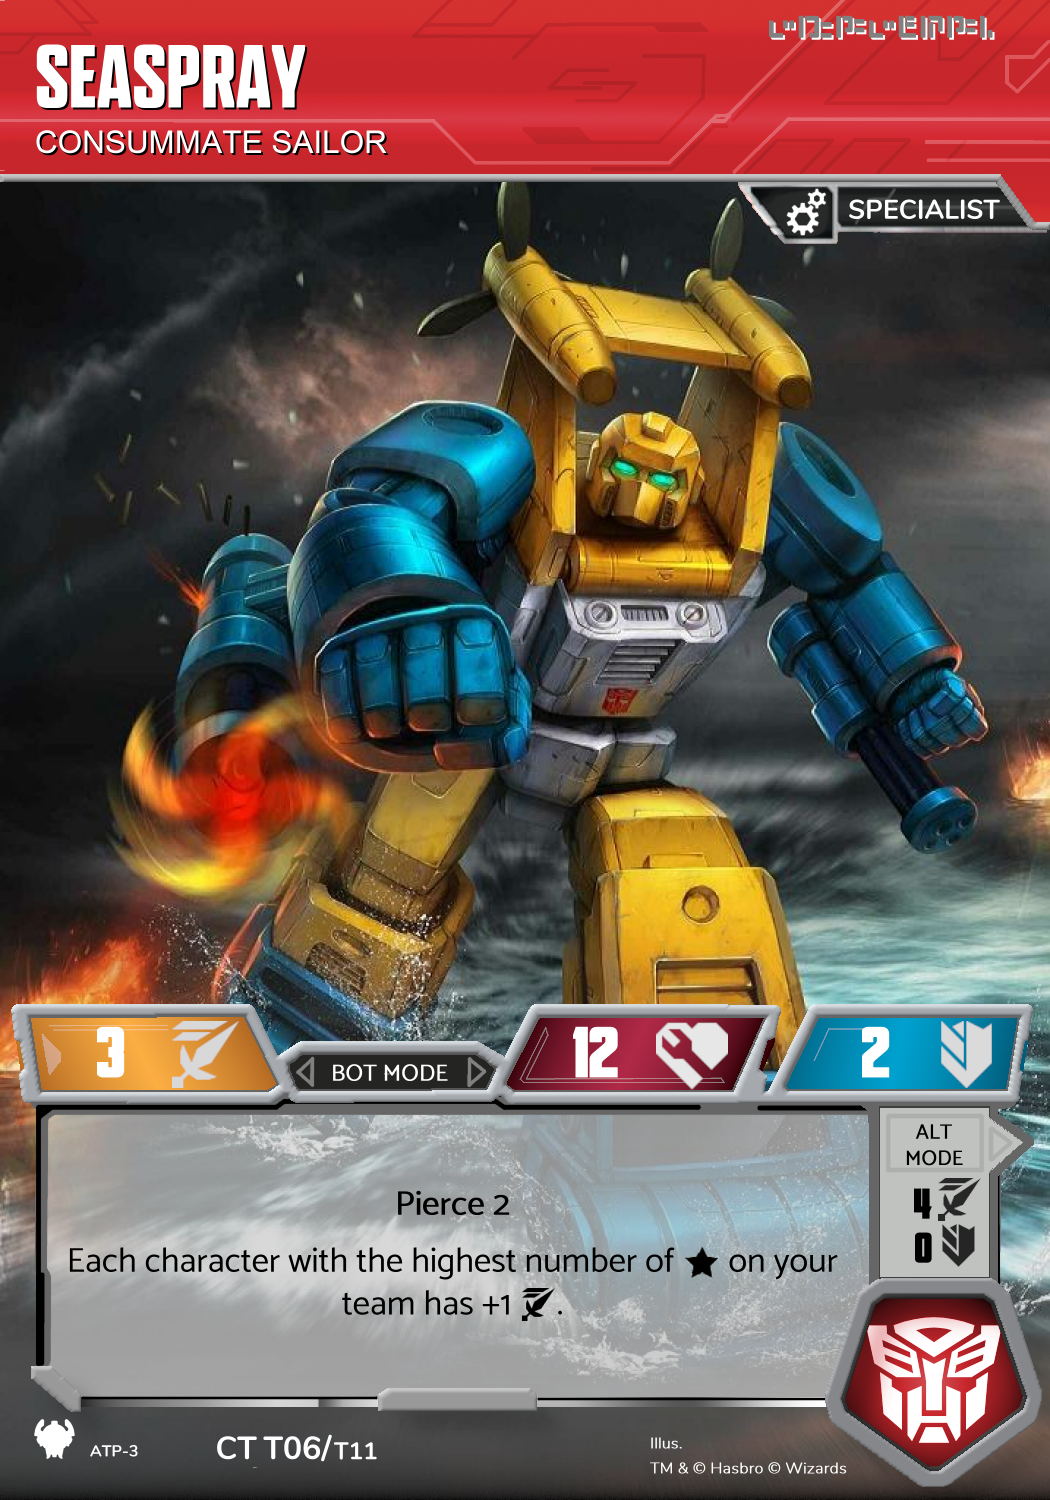 SEASPRAY
CONSUMMATE SAILOR
SPECIALIST
3
BOT MODE
12
2
ALT
MODE
4
0
Pierce 2
Each character with the highest number of ★ on your
team has +1 .
ATP-3
CT T06/T11
Illus.
TM & © Hasbro © Wizards